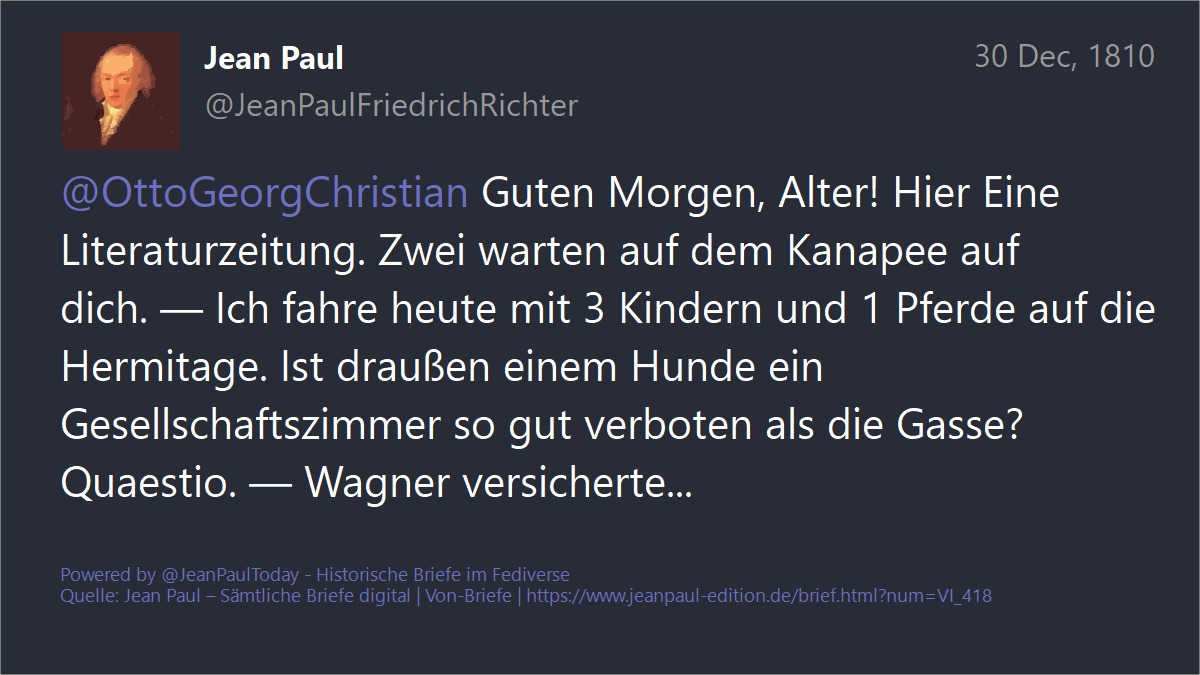 Jean Paul
30 Dec, 1810
@JeanPaulFriedrichRichter
@OttoGeorgChristian Guten Morgen, Alter! Hier Eine
Literaturzeitung. Zwei warten auf dem Kanapee auf
dich. — Ich fahre heute mit 3 Kindern und 1 Pferde auf die
Hermitage. Ist draußen einem Hunde ein
Gesellschaftszimmer so gut verboten als die Gasse?
Quaestio. — Wagner versicherte...
Powered by @JeanPaulToday - Historische Briefe im Fediverse
Quelle: Jean Paul – Sämtliche Briefe digital | Von-Briefe | https://www.jeanpaul-edition.de/brief.html?num=VI_418